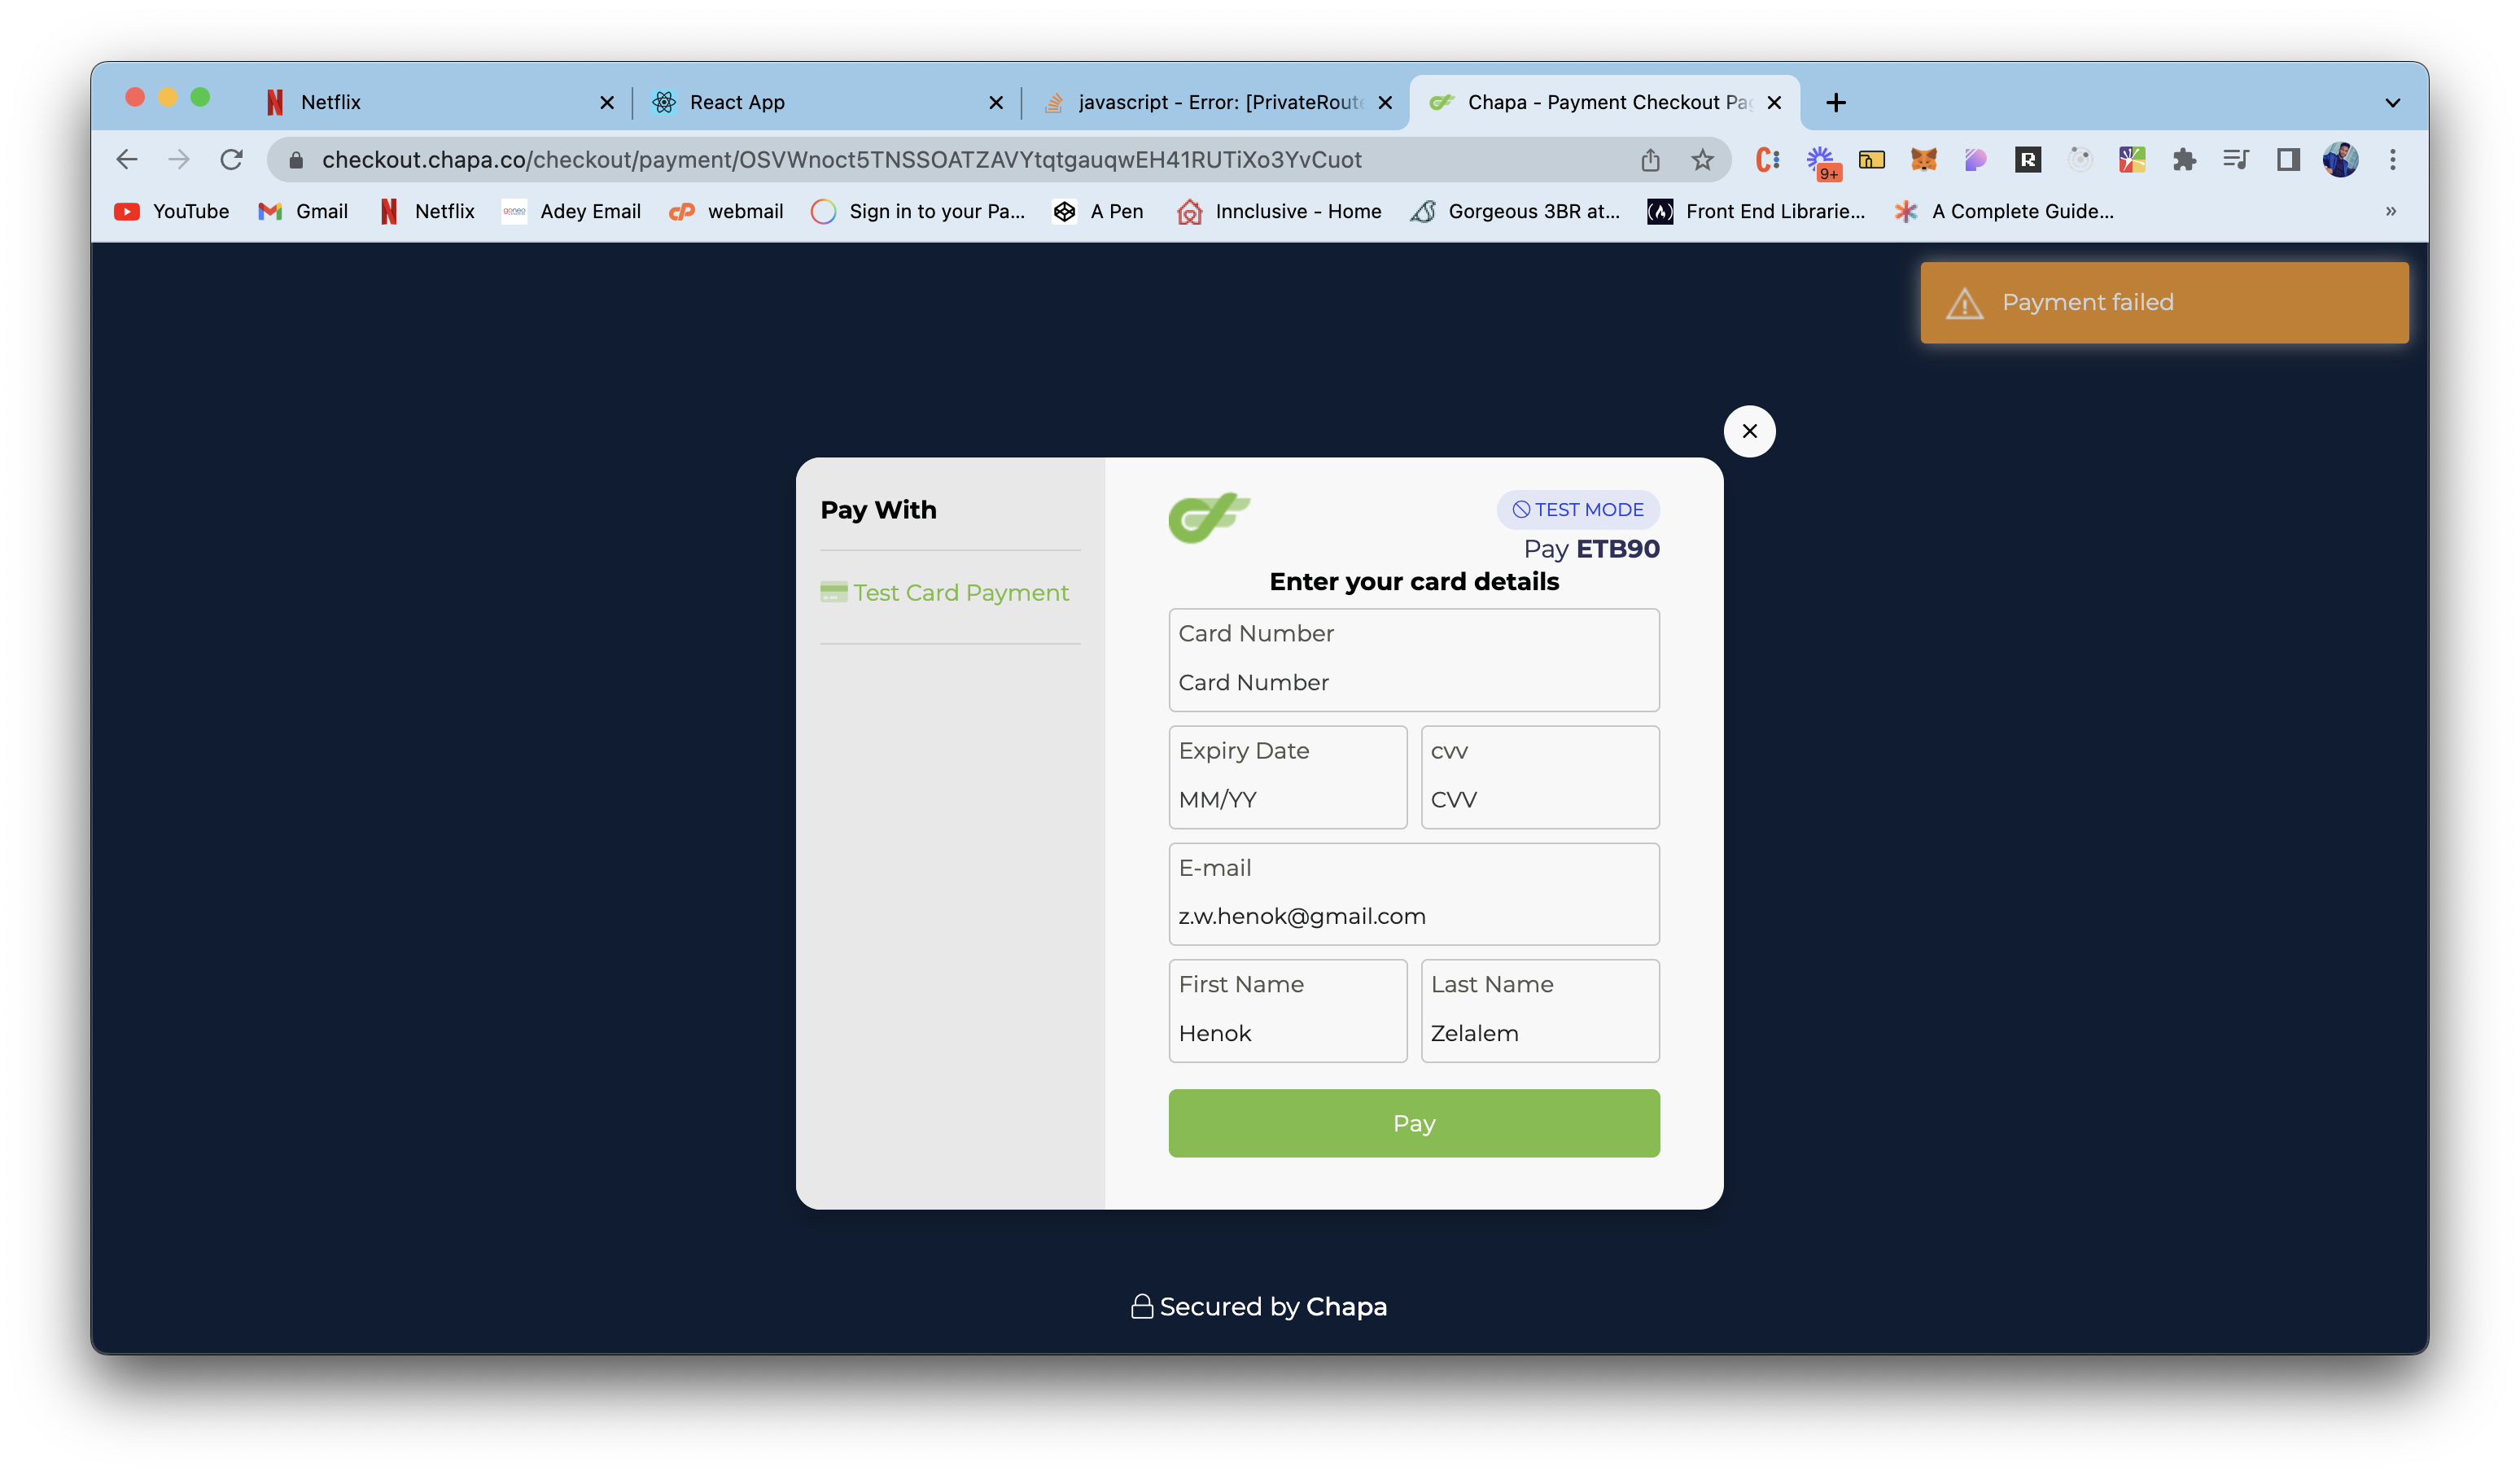 Netflix
React App
javascript - Error: [PrivateRoute
Chapa - Payment Checkout Pag
checkout.chapa.co/checkout/payment/OSVWnoct5TNSSOATZAVYtqtgauqwEH41RUTiXo3YvCuot
9+
YouTube
Gmail
Netflix
Adey Email
webmail
Sign in to your Pa...
A Pen
Innclusive - Home
Gorgeous 3BR at...
Front End Librarie...
A Complete Guide...
»
Payment failed
Pay With
Test Card Payment
TEST MODE
Pay ETB90
Enter your card details
Card Number
Card Number
Expiry Date
MM/YY
cvv
CVV
E-mail
z.w.henok@gmail.com
First Name
Henok
Last Name
Zelalem
Pay
Secured by Chapa